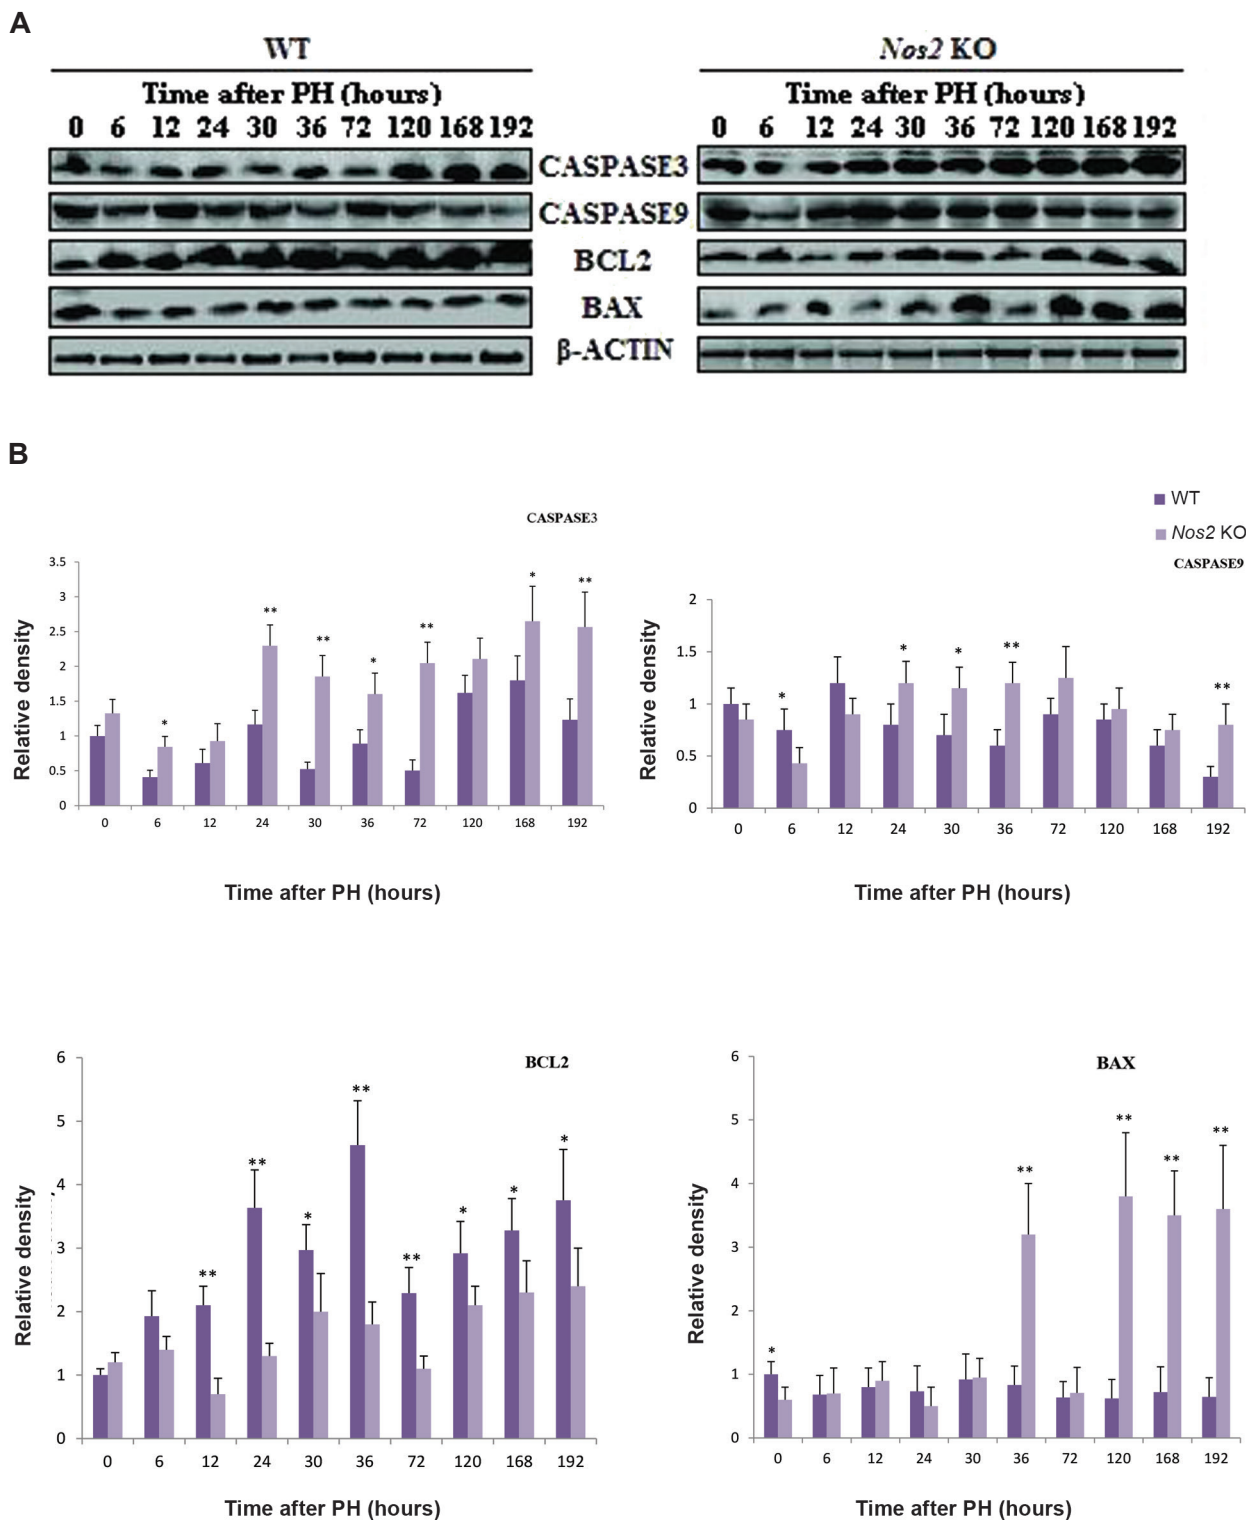 A
WT
Nos2 KO
Time after PH (hours)
Time after PH (hours)
0 6 12 24 30 36 72 120 168 192
0 6 12 24 30 36 72 120 168 192
CASPASE3
CASPASE9
BCL2
BAX
β-ACTIN
B
WT
Nos2 KO
CASPASE3
Relative density
3.5
3
2.5
2
1.5
1
0.5
0
* ** ** * ** * **
0 6 12 24 30 36 72 120 168 192
Time after PH (hours)
CASPASE9
Relative density
2
1.5
1
0.5
0
* * * ** **
0 6 12 24 30 36 72 120 168 192
Time after PH (hours)
BCL2
Relative density
6
5
4
3
2
1
0
** ** * ** ** * * *
0 6 12 24 30 36 72 120 168 192
Time after PH (hours)
BAX
Relative density
6
5
4
3
2
1
0
* ** ** ** **
0 6 12 24 30 36 72 120 168 192
Time after PH (hours)